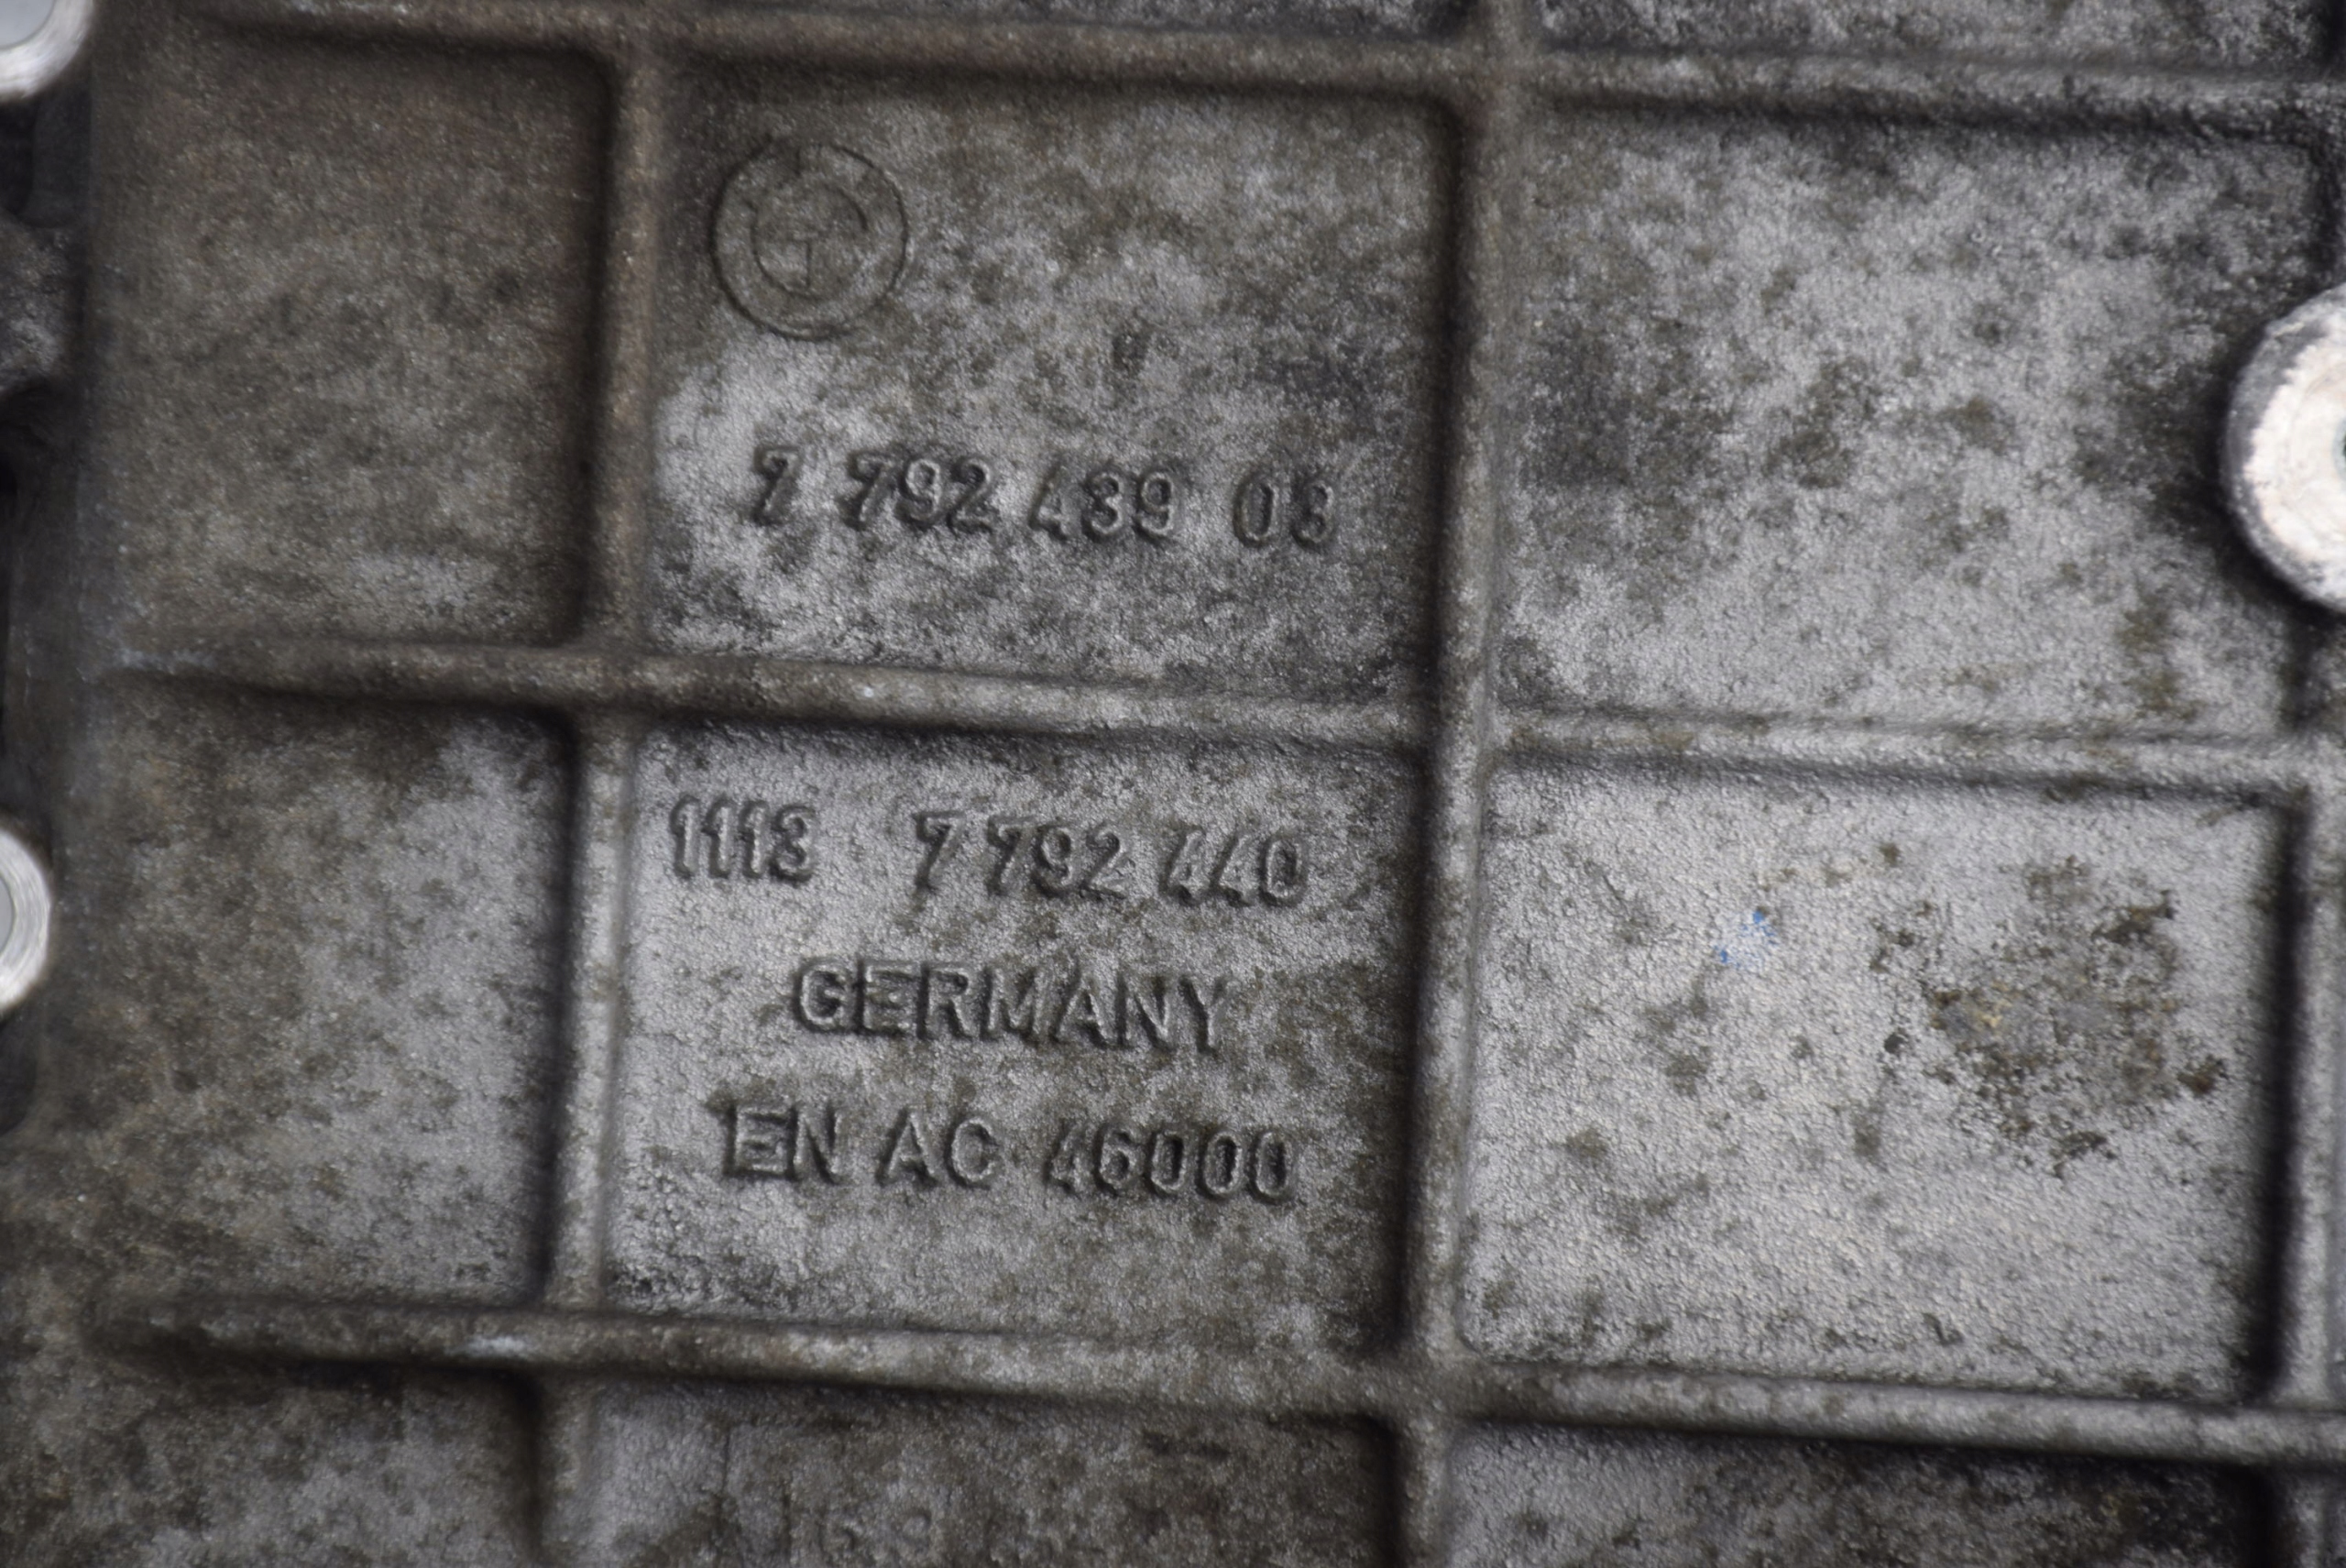 7 792 439 03
1113 7 792 440
GERMANY
EN AC 46000